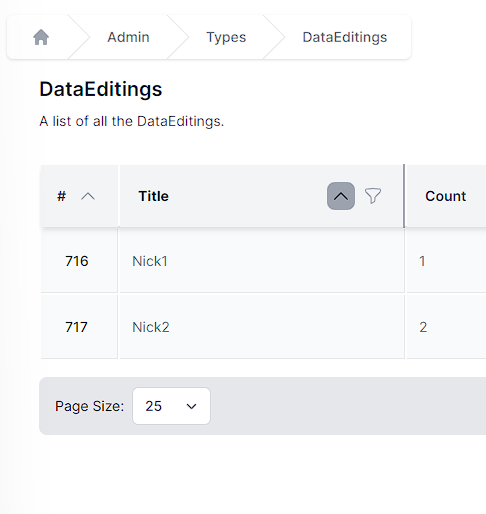 Admin Types DataEditings
DataEditings
A list of all the DataEditings.
# Title Count
716 Nick1 1
717 Nick2 2
Page Size: 25